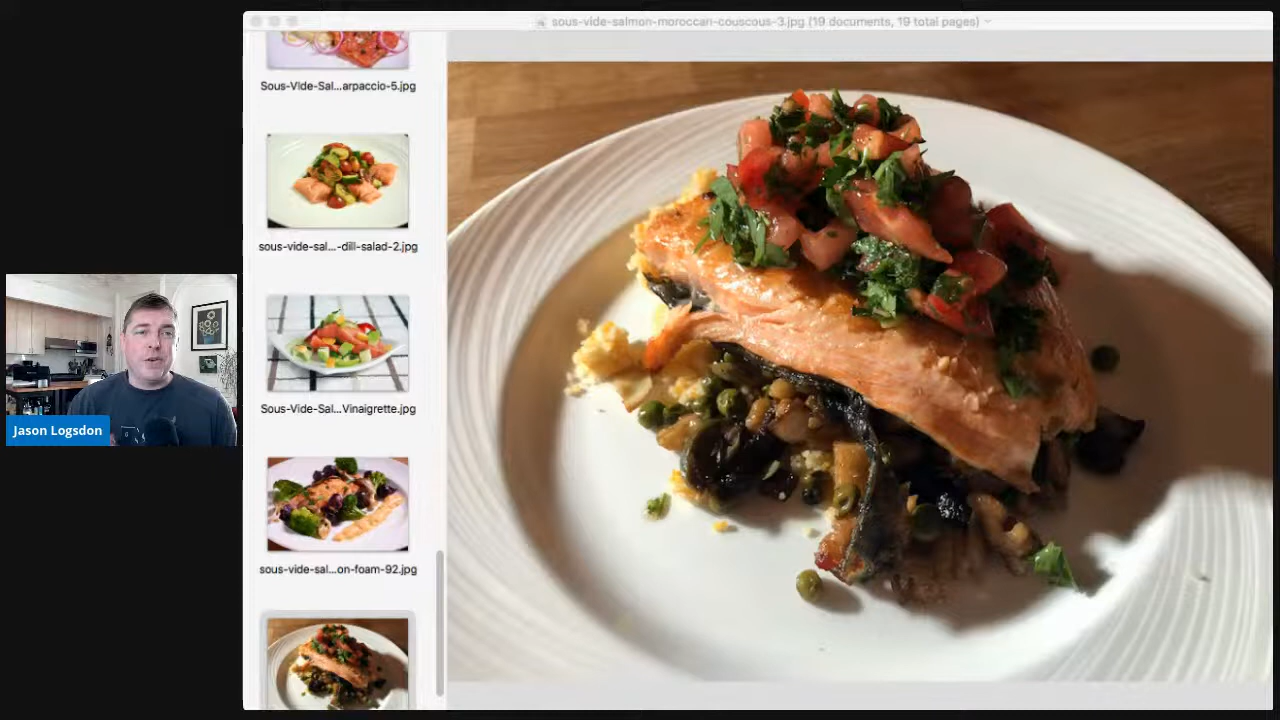 sous-vide-salmon-moroccan-couscous-3.jpg (19 documents, 19 total pages)
Sous-Vide-Sal...arpaccio-5.jpg
sous-vide-sal...-dill-salad-2.jpg
Sous-Vide-Sal...Vinaigrette.jpg
sous-vide-sal...on-foam-92.jpg
Jason Logsdon